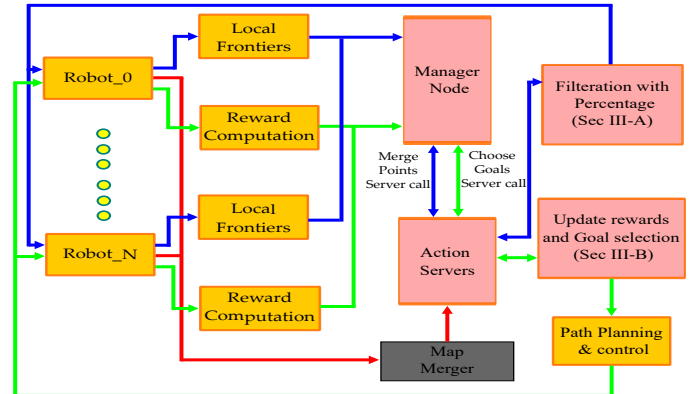 Local
Frontiers
Robot_0
Reward
Computation
Manager
Node
Filteration with
Percentage
(Sec III-A)
Merge
Points
Server call
Choose
Goals
Server call
Local
Frontiers
Robot_N
Reward
Computation
Action
Servers
Update rewards
and Goal selection
(Sec III-B)
Map
Merger
Path Planning
& control